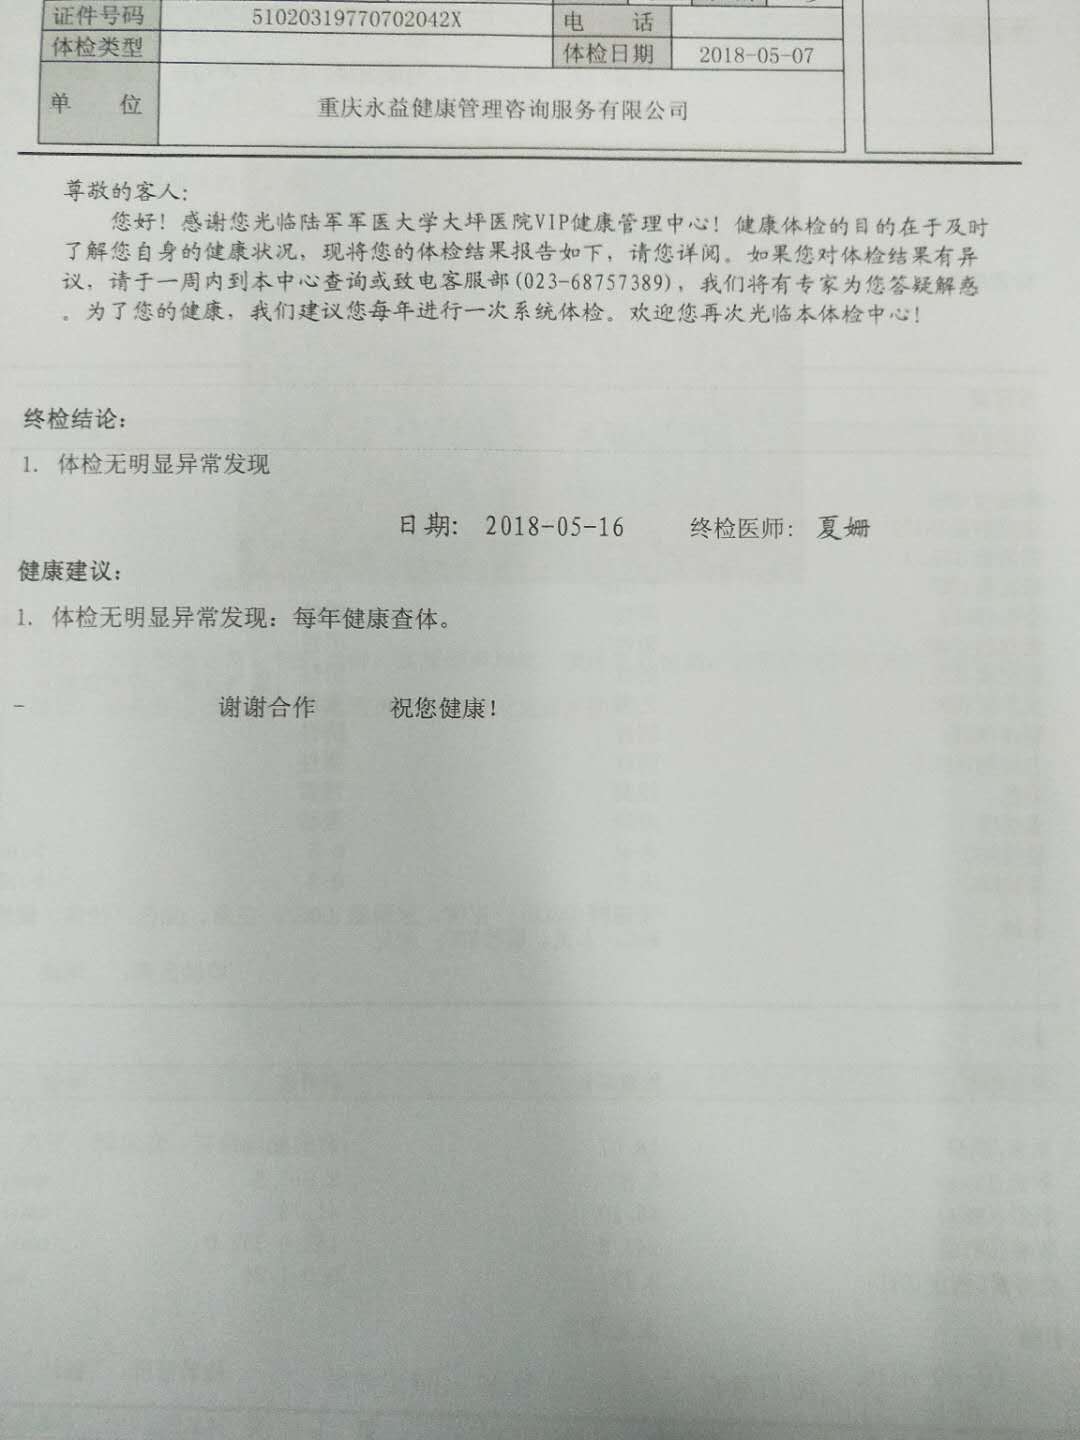 证件号码 51020319770702042X 电 话
体检类型 体检日期 2018-05-07
单 位 重庆永益健康管理咨询服务有限公司
尊敬的客人：
您好！感谢您光临陆军军医大学大坪医院VIP健康管理中心！健康体检的目的在于及时
了解您自身的健康状况，现将您的体检结果报告如下，请您详阅。如果您对体检结果有异
议，请于一周内到本中心查询或致电客服部(023-68757389)，我们将有专家为您答疑解惑
。为了您的健康，我们建议您每年进行一次系统体检。欢迎您再次光临本体检中心！
终检结论：
1. 体检无明显异常发现
日期： 2018-05-16 终检医师： 夏姗
健康建议：
1. 体检无明显异常发现：每年健康查体。
- 谢谢合作 祝您健康！